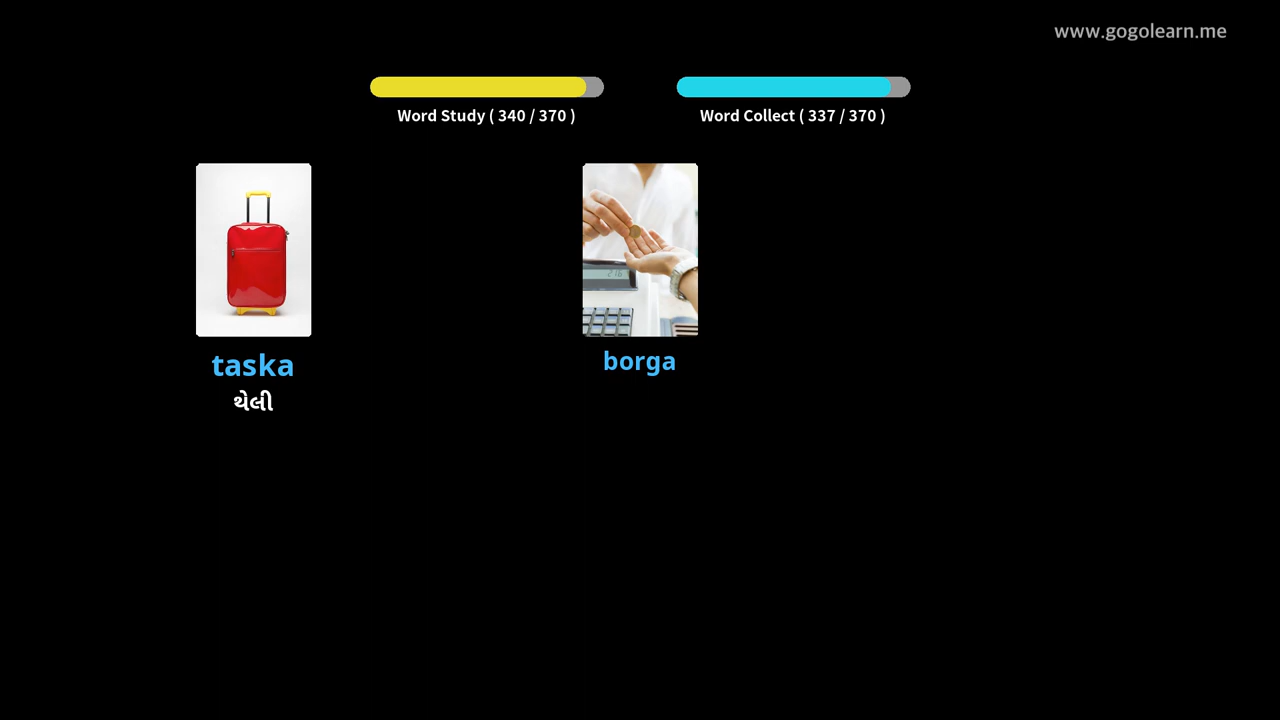 www.gogolearn.me
Word Study ( 340 / 370 )
Word Collect ( 337 / 370 )
taska
થેલી
borga